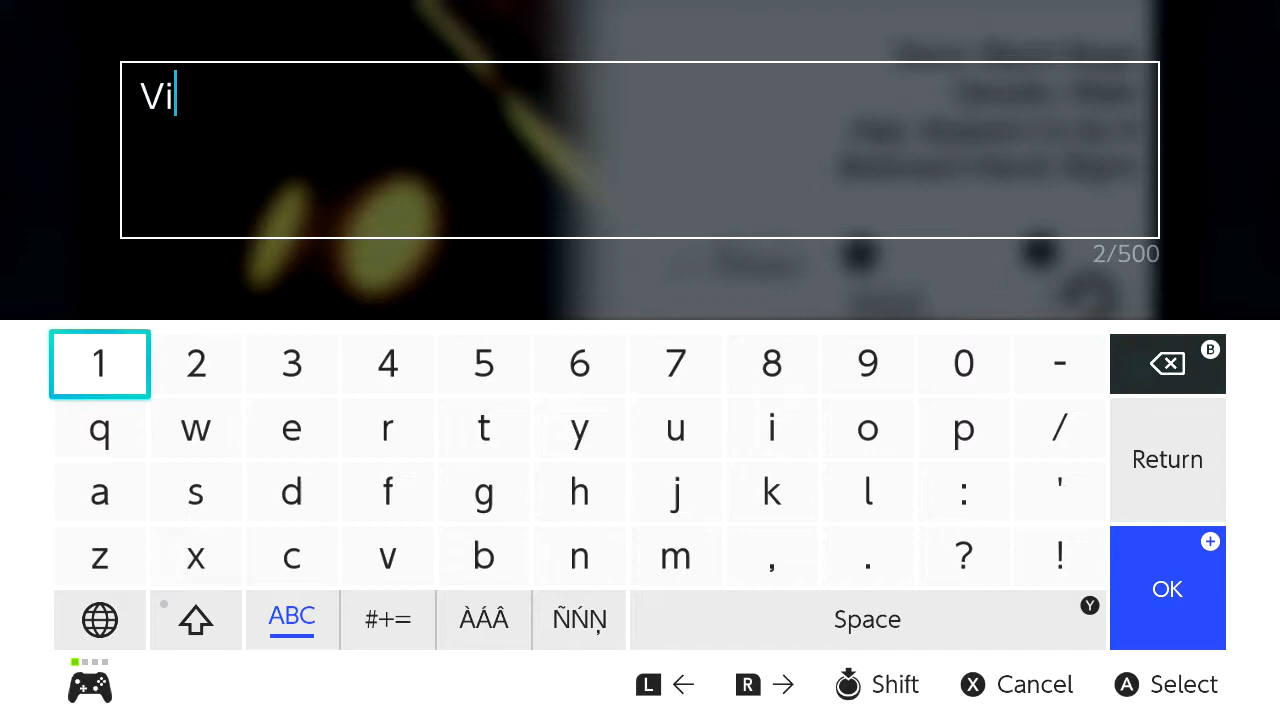 Vi
2/500
1 2 3 4 5 6 7 8 9 0 - B
q w e r t y u i o p / Return
a s d f g h j k l : '
z x c v b n m , . ? ! + OK
ABC #+= ÀÁÂ ÑŃŅ Space Y
L ← R → Shift X Cancel A Select